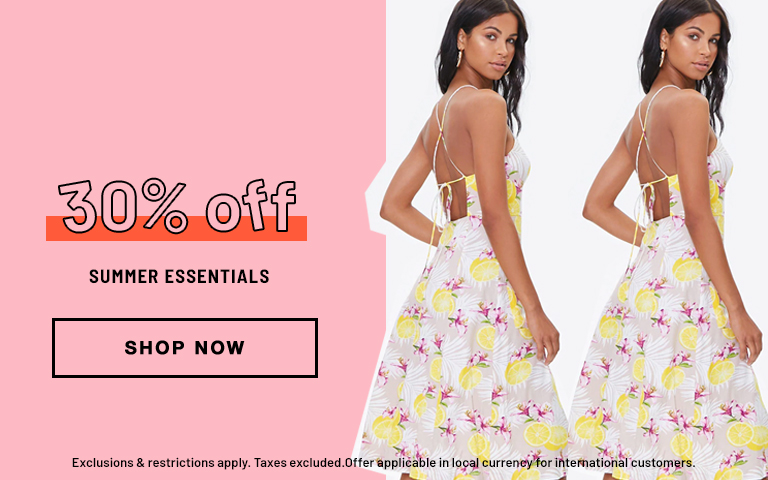 30% off
SUMMER ESSENTIALS
SHOP NOW
Exclusions & restrictions apply. Taxes excluded.Offer applicable in local currency for international customers.